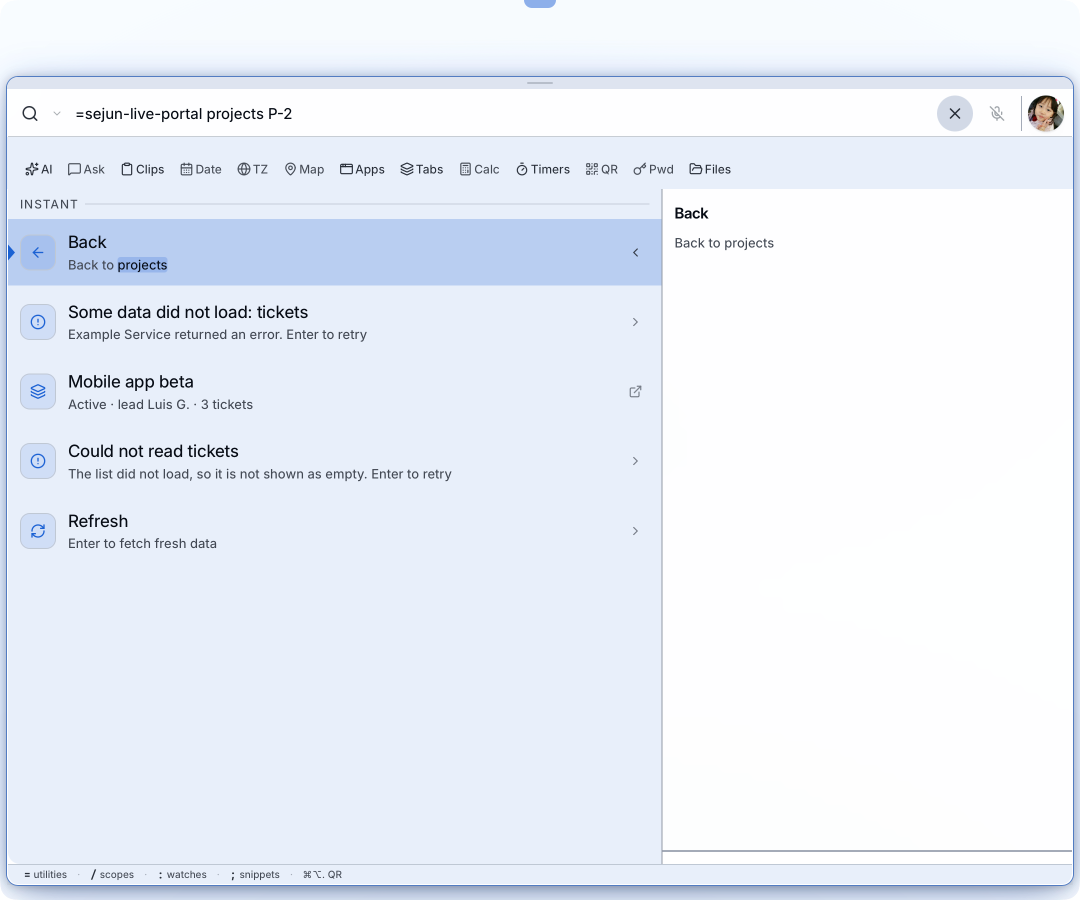 =sejun-live-portal projects P-2
AI Ask Clips Date TZ Map Apps Tabs Calc Timers QR Pwd Files
INSTANT
Back
Back to projects
Some data did not load: tickets
Example Service returned an error. Enter to retry
Mobile app beta
Active · lead Luis G. · 3 tickets
Could not read tickets
The list did not load, so it is not shown as empty. Enter to retry
Refresh
Enter to fetch fresh data
Back
Back to projects
= utilities · / scopes · : watches · ; snippets · ⌘⌥. QR